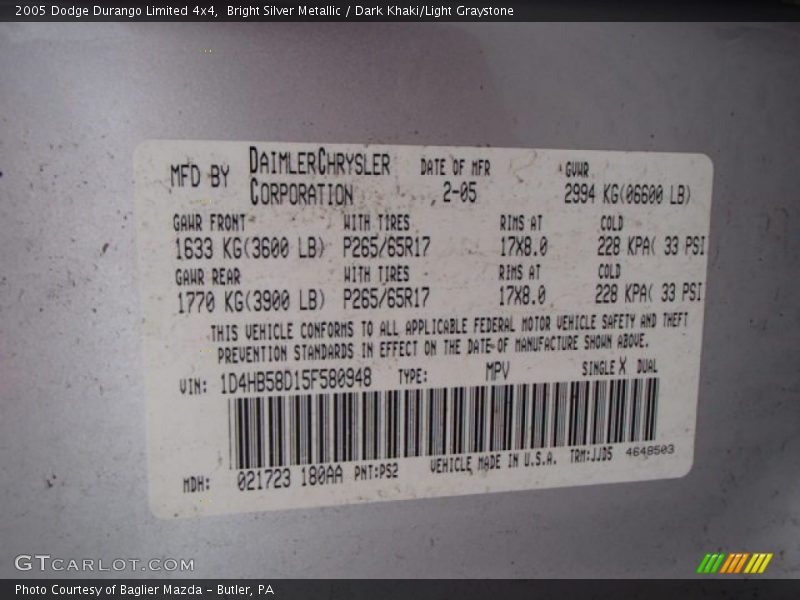 2005 Dodge Durango Limited 4x4,  Bright Silver Metallic / Dark Khaki/Light Graystone
MFD BY DAIMLERCHRYSLER CORPORATION DATE OF MFR 2-05 GVWR 2994 KG(06600 LB)
GAWR FRONT WITH TIRES RIMS AT COLD
1633 KG(3600 LB) P265/65R17 17X8.0 228 KPA( 33 PSI
GAWR REAR WITH TIRES RIMS AT COLD
1770 KG(3900 LB) P265/65R17 17X8.0 228 KPA( 33 PSI
THIS VEHICLE CONFORMS TO ALL APPLICABLE FEDERAL MOTOR VEHICLE SAFETY AND THEFT
PREVENTION STANDARDS IN EFFECT ON THE DATE OF MANUFACTURE SHOWN ABOVE.
VIN: 1D4HB58D15F580948 TYPE: MPV SINGLE X DUAL
MDH: 021723 180AA PNT:PS2 VEHICLE MADE IN U.S.A. TRM:JJD5 4648503
GTCARLOT.COM
Photo Courtesy of Baglier Mazda – Butler, PA